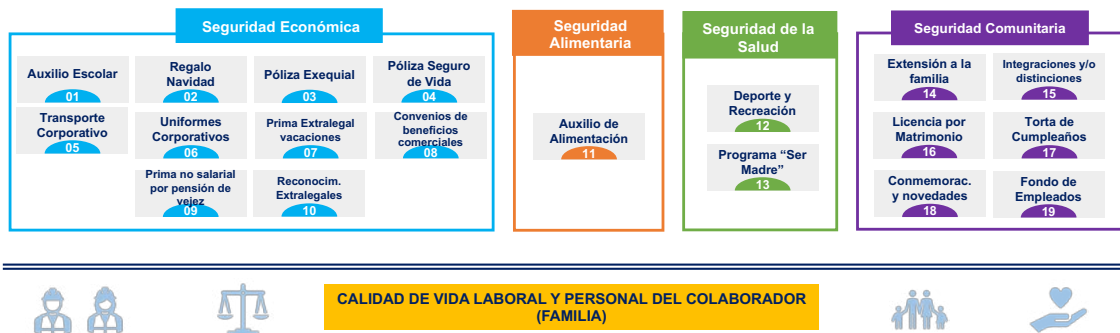 Seguridad Económica
Auxilio Escolar
01
Regalo
Navidad
02
Póliza Exequial
03
Póliza Seguro
de Vida
04
Transporte
Corporativo
05
Uniformes
Corporativos
06
Prima Extralegal
vacaciones
07
Convenios de
beneficios
comerciales
08
Prima no salarial
por pensión de
vejez
09
Reconocim.
Extralegales
10
Seguridad
Alimentaria
Auxilio de
Alimentación
11
Seguridad de la
Salud
Deporte y
Recreación
12
Programa “Ser
Madre”
13
Seguridad Comunitaria
Extensión a la
familia
14
Integraciones y/o
distinciones
15
Licencia por
Matrimonio
16
Torta de
Cumpleaños
17
Conmemorac.
y novedades
18
Fondo de
Empleados
19
CALIDAD DE VIDA LABORAL Y PERSONAL DEL COLABORADOR
(FAMILIA)